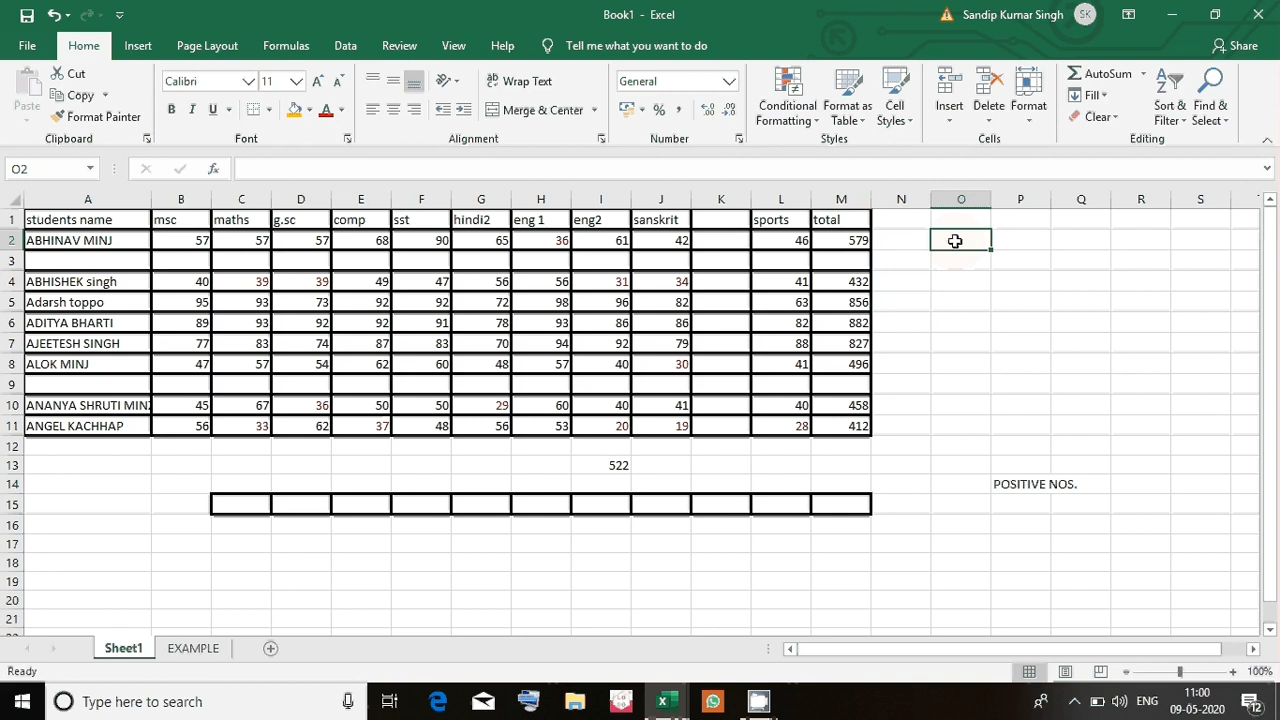 Book1 - Excel
Sandip Kumar Singh SK
File Home Insert Page Layout Formulas Data Review View Help Tell me what you want to do Share
Cut
Copy
Format Painter
Paste
Clipboard
Calibri 11
B I U
Font
Wrap Text
Merge & Center
Alignment
General
Number
Conditional Formatting
Format as Table
Cell Styles
Styles
Insert Delete Format
Cells
AutoSum
Fill
Clear
Sort & Filter
Find & Select
Editing
O2 fx
A B C D E F G H I J K L M N O P Q R S
1 students name msc maths g.sc comp sst hindi2 eng 1 eng2 sanskrit sports total
2 ABHINAV MINJ 57 57 57 68 90 65 36 61 42 46 579
3
4 ABHISHEK singh 40 39 39 49 47 56 56 31 34 41 432
5 Adarsh toppo 95 93 73 92 92 72 98 96 82 63 856
6 ADITYA BHARTI 89 93 92 92 91 78 93 86 86 82 882
7 AJEETESH SINGH 77 83 74 87 83 70 94 92 79 88 827
8 ALOK MINJ 47 57 54 62 60 48 57 40 30 41 496
9
10 ANANYA SHRUTI MINZ 45 67 36 50 50 29 60 40 41 40 458
11 ANGEL KACHHAP 56 33 62 37 48 56 53 20 19 28 412
12
13 522
14 POSITIVE NOS.
15
16
17
18
19
20
21
Sheet1 EXAMPLE
Ready 100%
Type here to search
ENG
11:00
09-05-2020
12